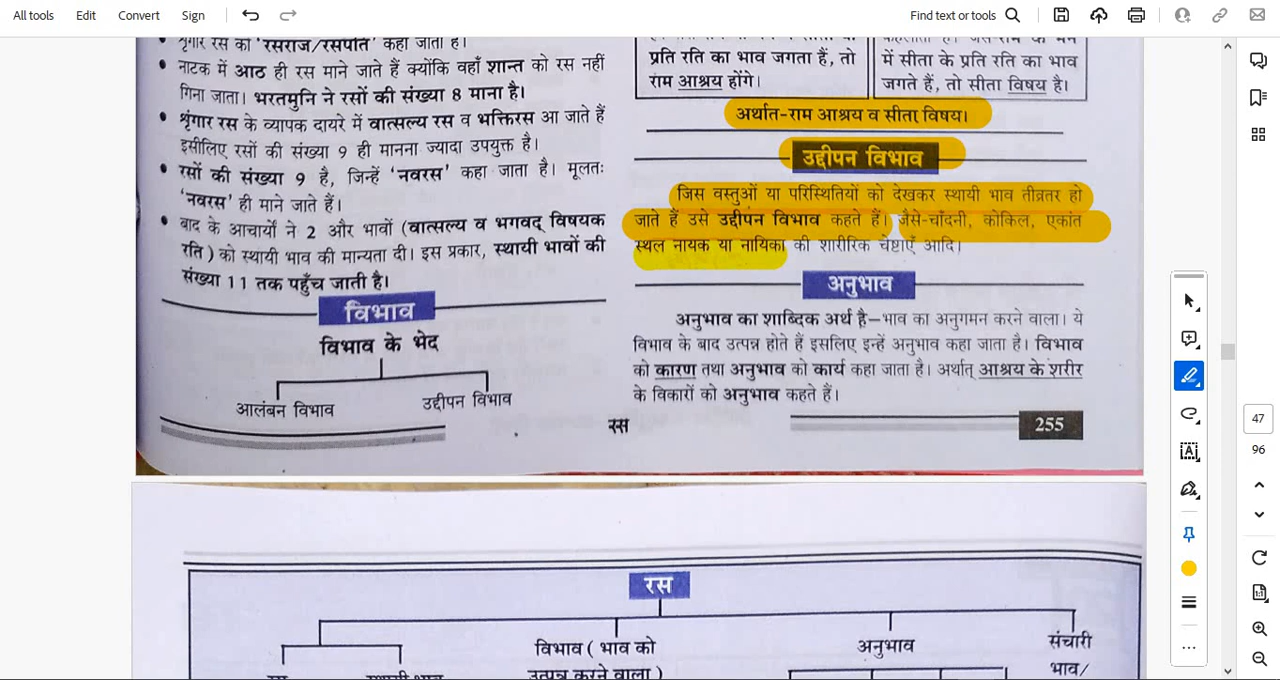 All tools Edit Convert Sign Find text or tools
शृंगार रस को 'रसराज/रसपति' कहा जाता है।
• नाटक में आठ ही रस माने जाते हैं क्योंकि वहाँ शान्त को रस नहीं
गिना जाता। भरतमुनि ने रसों की संख्या 8 माना है।
• शृंगार रस के व्यापक दायरे में वात्सल्य रस व भक्तिरस आ जाते हैं
इसीलिए रसों की संख्या 9 ही मानना ज्यादा उपयुक्त है।
• रसों की संख्या 9 है, जिन्हें 'नवरस' कहा जाता है। मूलतः
'नवरस' ही माने जाते हैं।
• बाद के आचार्यों ने 2 और भावों (वात्सल्य व भगवद् विषयक
रति) को स्थायी भाव की मान्यता दी। इस प्रकार, स्थायी भावों की
संख्या 11 तक पहुँच जाती है।
विभाव
विभाव के भेद
आलंबन विभाव उद्दीपन विभाव
प्रति रति का भाव जगता हैं, तो
राम आश्रय होंगे।
में सीता के प्रति रति का भाव
जगते हैं, तो सीता विषय है।
अर्थात-राम आश्रय व सीता विषय।
उद्दीपन विभाव
जिस वस्तुओं या परिस्थितियों को देखकर स्थायी भाव तीव्रतर हो
जाते हैं उसे उद्दीपन विभाव कहते हैं। जैसे-चाँदनी, कोकिल, एकांत
स्थल नायक या नायिका की शारीरिक चेष्टाएँ आदि।
अनुभाव
अनुभाव का शाब्दिक अर्थ है–भाव का अनुगमन करने वाला। ये
विभाव के बाद उत्पन्न होते हैं इसलिए इन्हें अनुभाव कहा जाता है। विभाव
को कारण तथा अनुभाव को कार्य कहा जाता है। अर्थात् आश्रय के शरीर
के विकारों को अनुभाव कहते हैं।
रस 255
रस
विभाव ( भाव को
उत्पन्न करने वाला )
अनुभाव
संचारी
भाव/
47
96